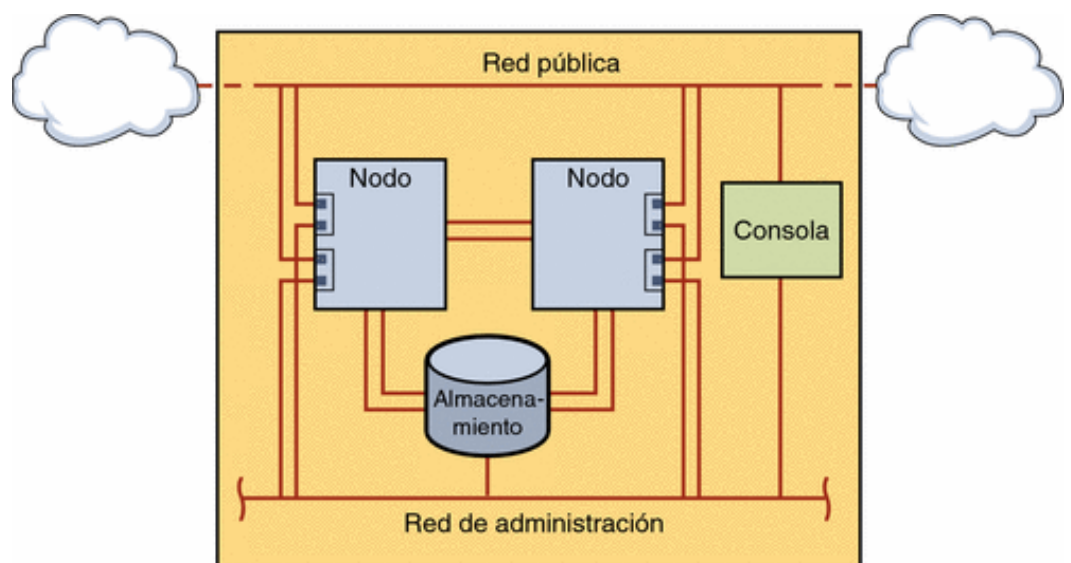 Red pública
Nodo
Nodo
Consola
Almacena-
miento
Red de administración